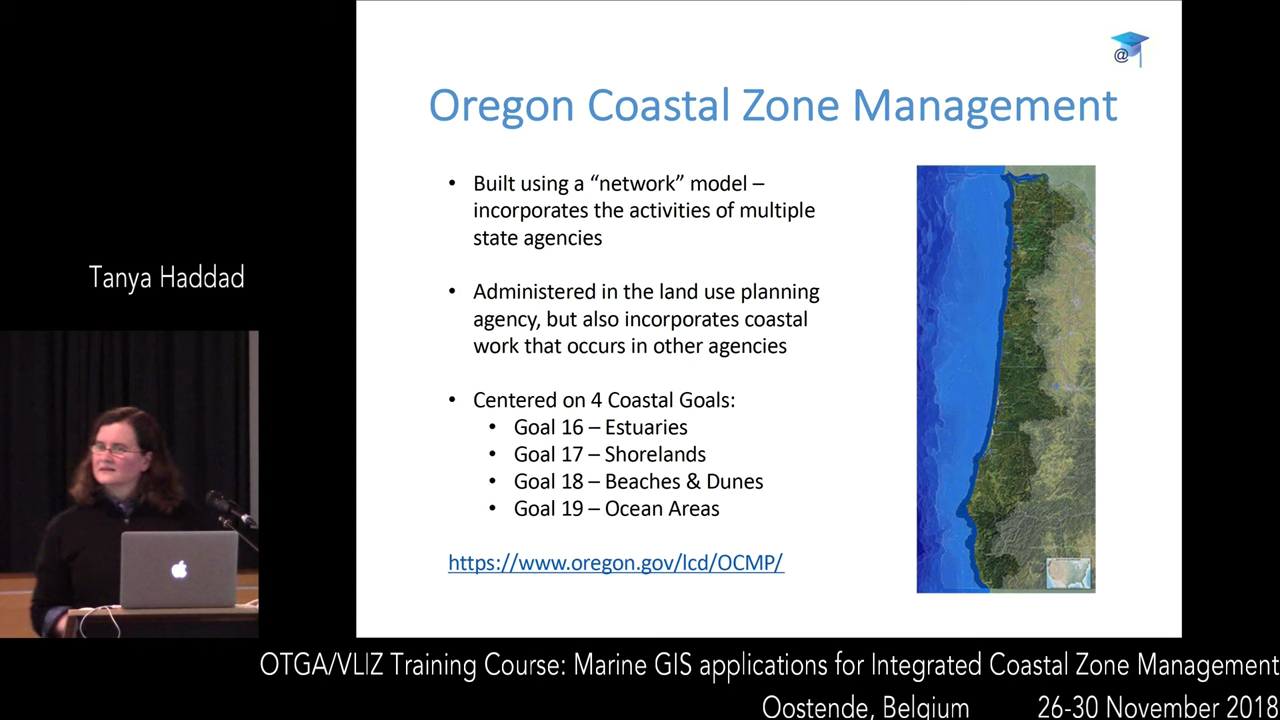 @
Oregon Coastal Zone Management
• Built using a “network” model –
incorporates the activities of multiple
state agencies
• Administered in the land use planning
agency, but also incorporates coastal
work that occurs in other agencies
• Centered on 4 Coastal Goals:
• Goal 16 – Estuaries
• Goal 17 – Shorelands
• Goal 18 – Beaches & Dunes
• Goal 19 – Ocean Areas
https://www.oregon.gov/lcd/OCMP/
Tanya Haddad
OTGA/VLIZ Training Course: Marine GIS applications for Integrated Coastal Zone Management
Oostende, Belgium 26-30 November 2018